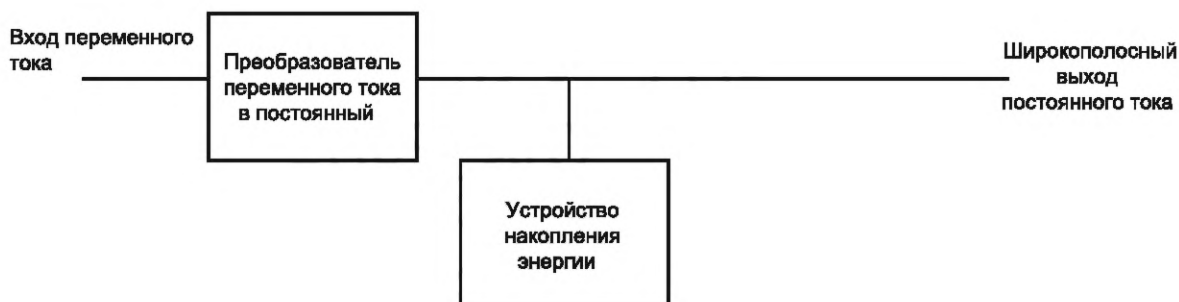 Вход переменного
тока
Преобразователь
переменного тока
в постоянный
Широкополосный
выход
постоянного тока
Устройство
накопления
энергии